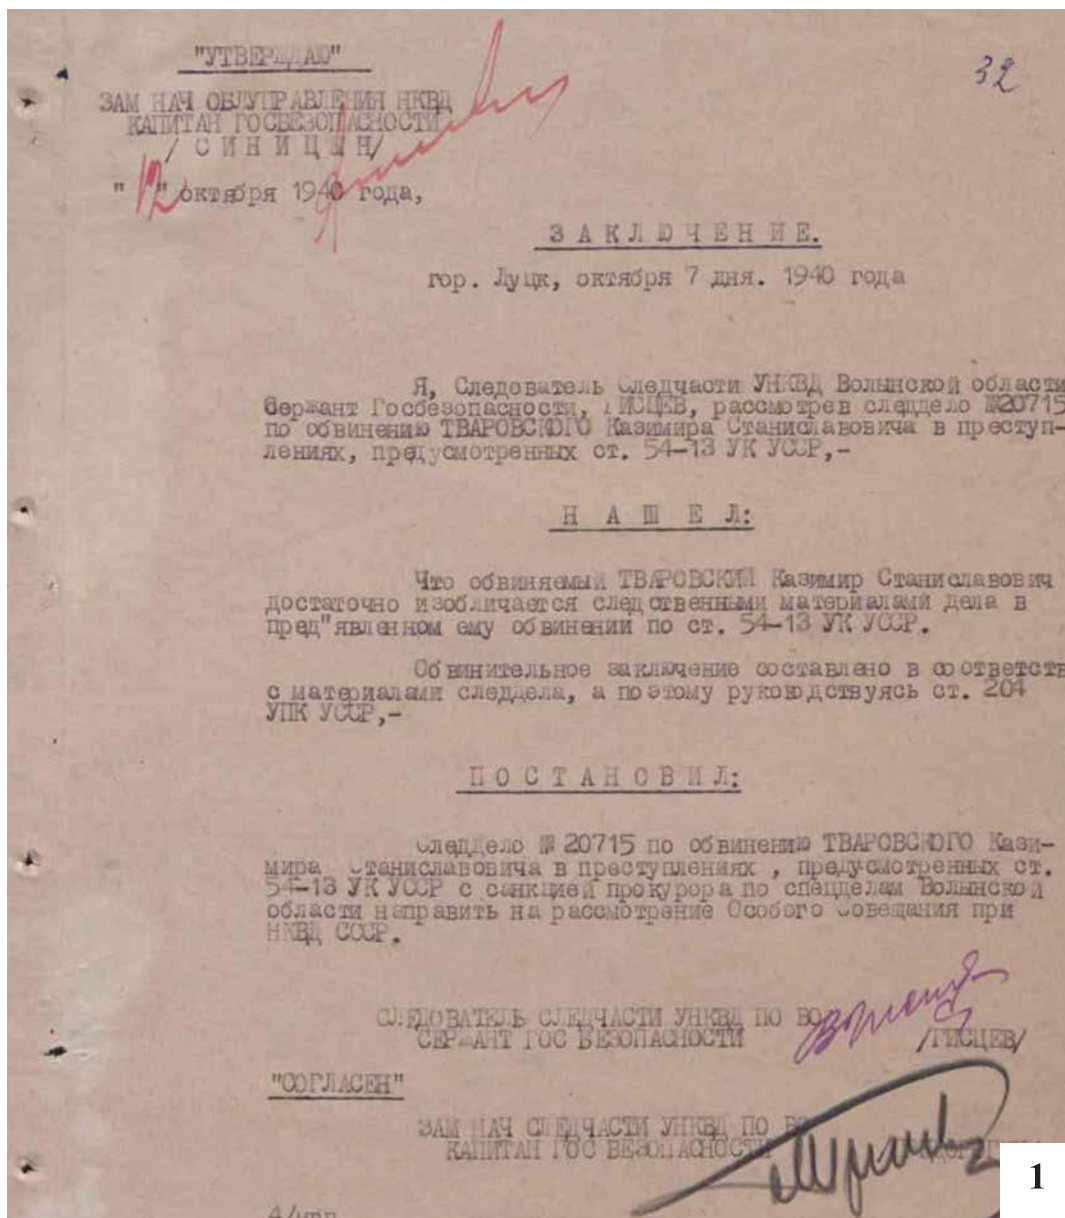 "УТВЕРЖДАЮ"
32
ЗАМ НАЧ ОБЛУПРАВЛЕНИЯ НКВД
КАПИТАН ГОСБЕЗОПАСНОСТИ
/ С И Н И Ц Ы Н/
"12" октября 1940 года,
З А К Л Ю Ч Е Н И Е.
гор. Луцк, октября 7 дня. 1940 года
Я, Следователь Следчасти УНКВД Волынской области
Сержант Госбезопасности, ГИСЦЕВ, рассмотрев следдело №20715
по обвинению ТВАРОВСКОГО Казимира Станиславовича в преступ-
лениях, предусмотренных ст. 54-13 УК УССР,-
Н А Ш Е Л:
Что обвиняемый ТВАРОВСКИЙ Казимир Станиславович
достаточно изобличается следственными материалами дела в
пред"явленном ему обвинении по ст. 54-13 УК УССР.
Обвинительное заключение составлено в соответств
с материалами следдела, а поэтому руководствуясь ст. 204
УПК УССР,-
П О С Т А Н О В И Л:
Следдело № 20715 по обвинению ТВАРОВСКОГО Кази-
мира Станиславовича в преступлениях , предусмотренных ст.
54-13 УК УССР с санкцией прокурора по спецделам Волынской
области направить на рассмотрение Особого Совещания при
НКВД СССР.
СЛЕДОВАТЕЛЬ СЛЕДЧАСТИ УНКВД ПО ВО
СЕРЖАНТ ГОС БЕЗОПАСНОСТИ /ГИСЦЕВ/
"СОГЛАСЕН"
ЗАМ НАЧ СЛЕДЧАСТИ УНКВД ПО ВО
КАПИТАН ГОС БЕЗОПАСНОСТИ
1